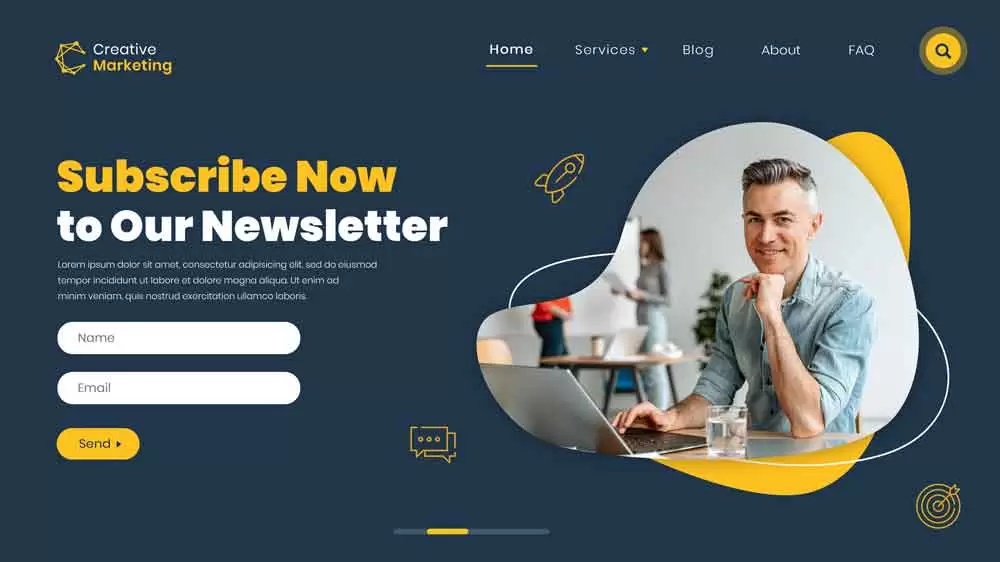 Creative
Marketing
Home
Services
Blog
About
FAQ
Subscribe Now
to Our Newsletter
Lorem ipsum dolor sit amet, consectetur adipisicing elit, sed do eiusmod
tempor incididunt ut labore et dolore magna aliqua. Ut enim ad
minim veniam, quis nostrud exercitation ullamco laboris.
Name
Email
Send